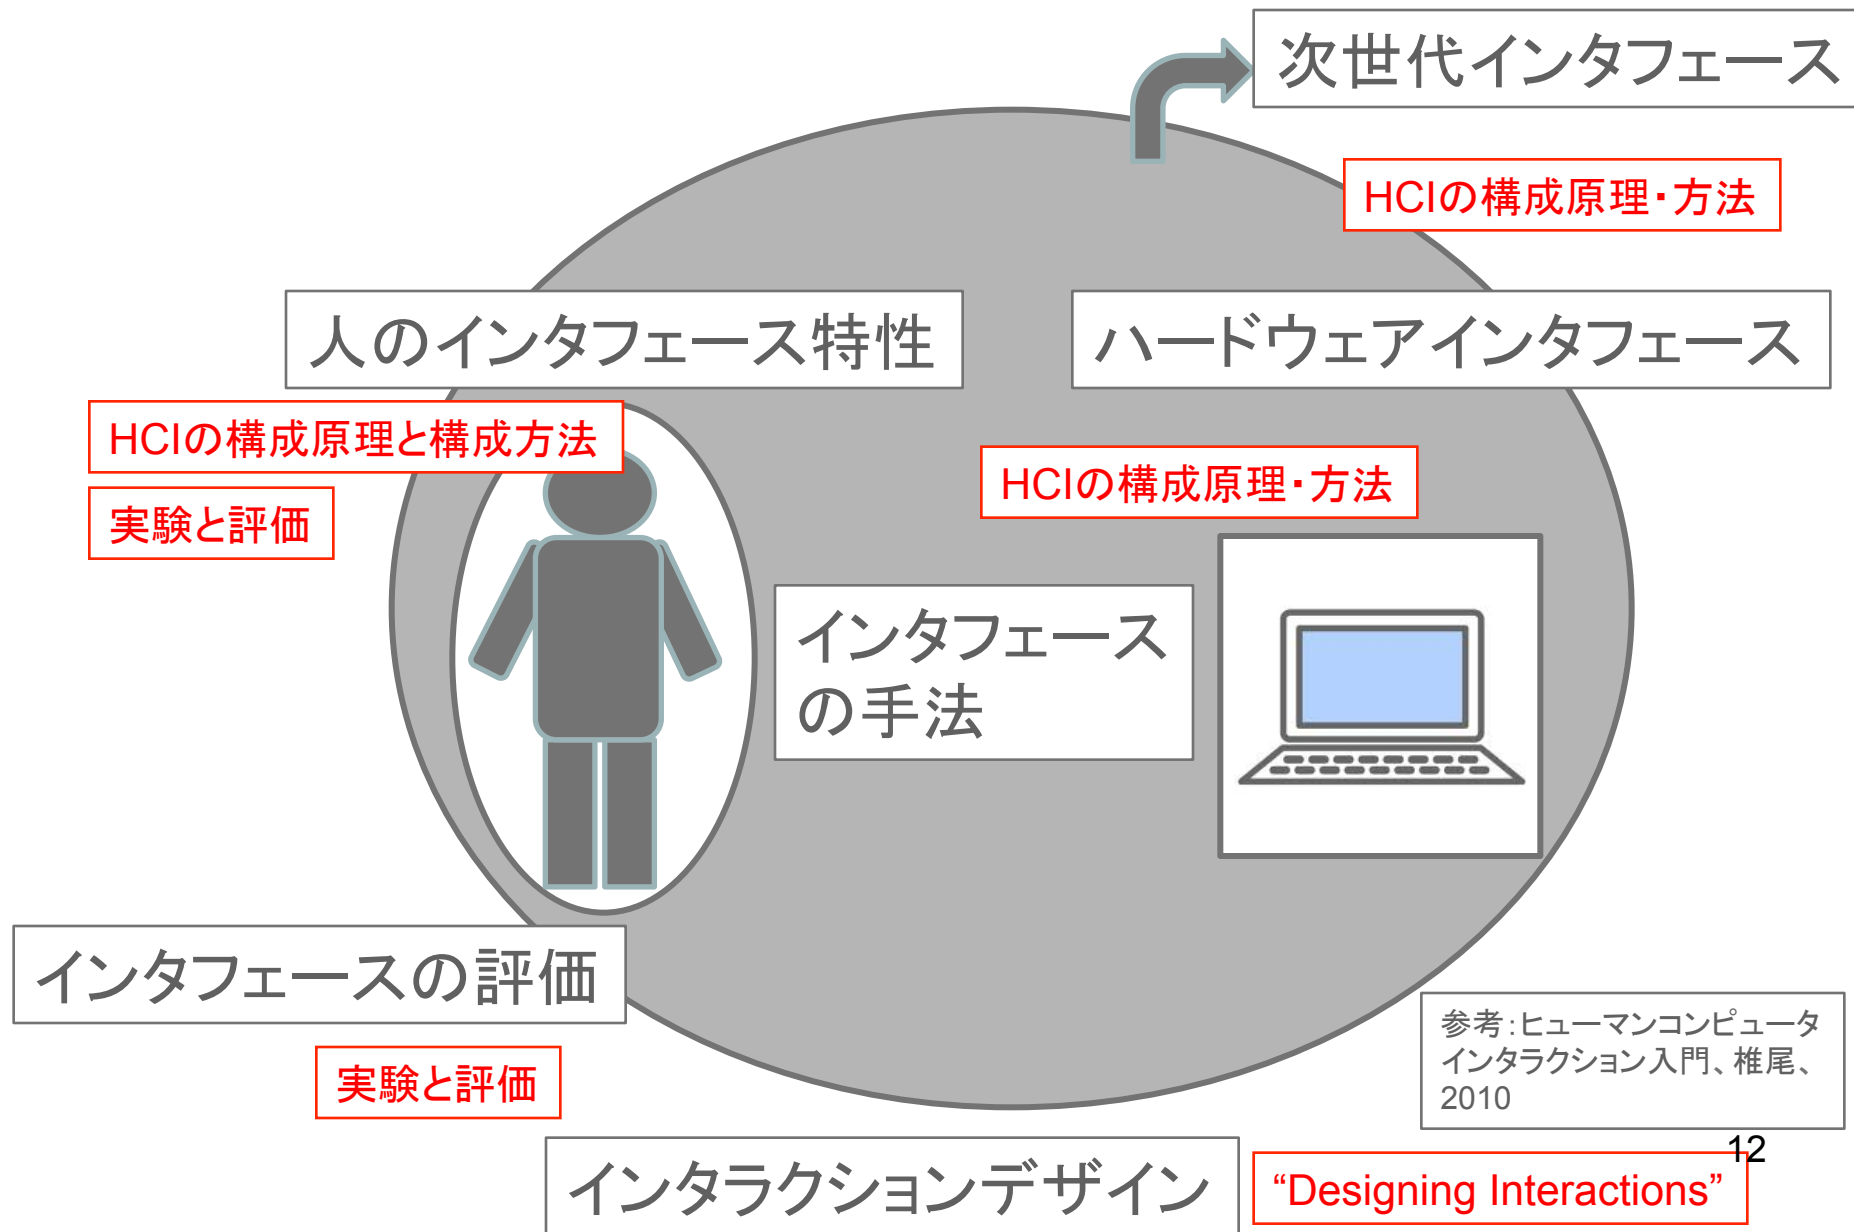 次世代インタフェース
HCIの構成原理・方法
人のインタフェース特性
ハードウェアインタフェース
HCIの構成原理と構成方法
HCIの構成原理・方法
実験と評価
インタフェース
の手法
インタフェースの評価
実験と評価
参考：ヒューマンコンピュータ
インタラクション入門、椎尾、
2010
12
インタラクションデザイン
“Designing Interactions”